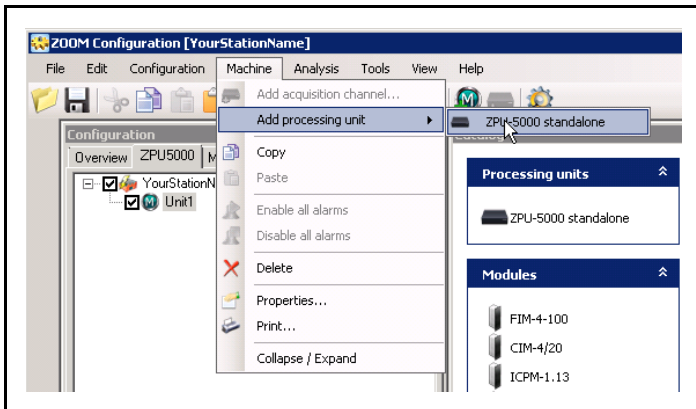 ZOOM Configuration [YourStationName]
File Edit Configuration Machine Analysis Tools View Help
Add acquisition channel...
Add processing unit
ZPU-5000 standalone
Configuration
Overview ZPU5000 M
YourStationN
Unit1
Copy
Paste
Enable all alarms
Disable all alarms
Delete
Properties...
Print...
Collapse / Expand
Processing units
ZPU-5000 standalone
Modules
FIM-4-100
CIM-4/20
ICPM-1.13